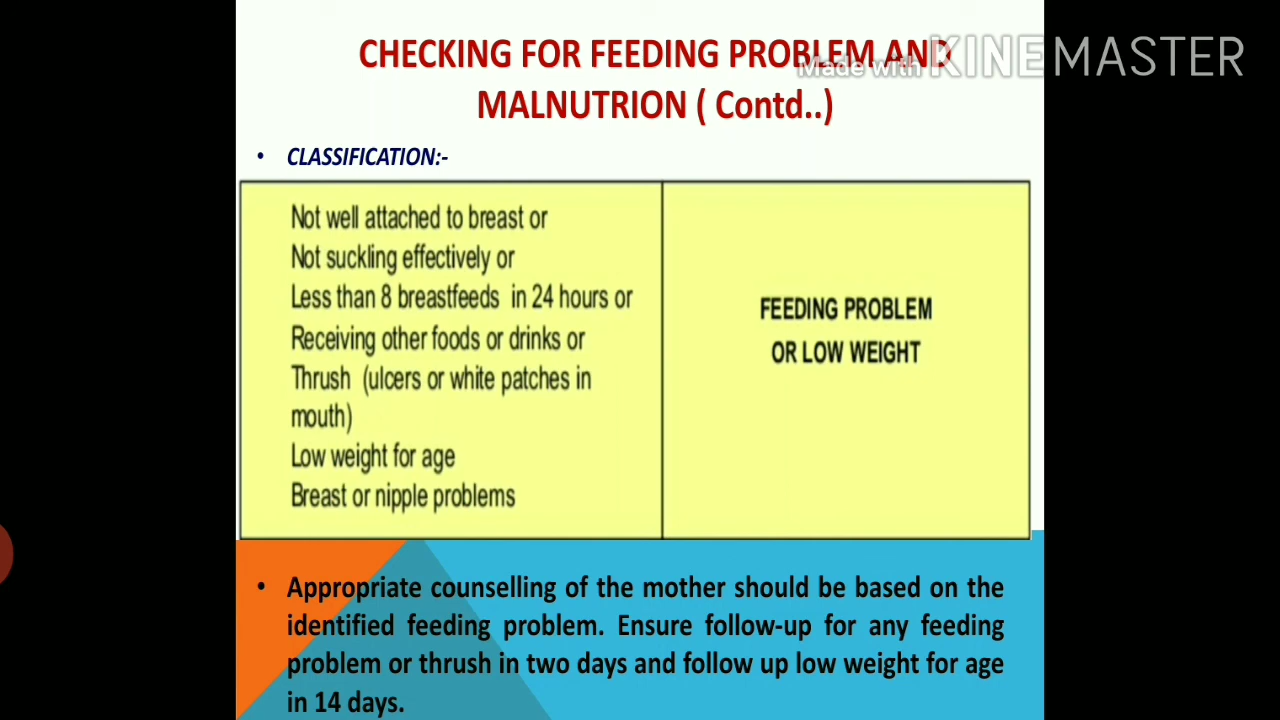 CHECKING FOR FEEDING PROBLEM AND
Made with KINEMASTER
MALNUTRION ( Contd..)
• CLASSIFICATION:-
Not well attached to breast or
Not suckling effectively or
Less than 8 breastfeeds in 24 hours or
Receiving other foods or drinks or
Thrush (ulcers or white patches in
mouth)
Low weight for age
Breast or nipple problems
FEEDING PROBLEM
OR LOW WEIGHT
• Appropriate counselling of the mother should be based on the
identified feeding problem. Ensure follow-up for any feeding
problem or thrush in two days and follow up low weight for age
in 14 days.